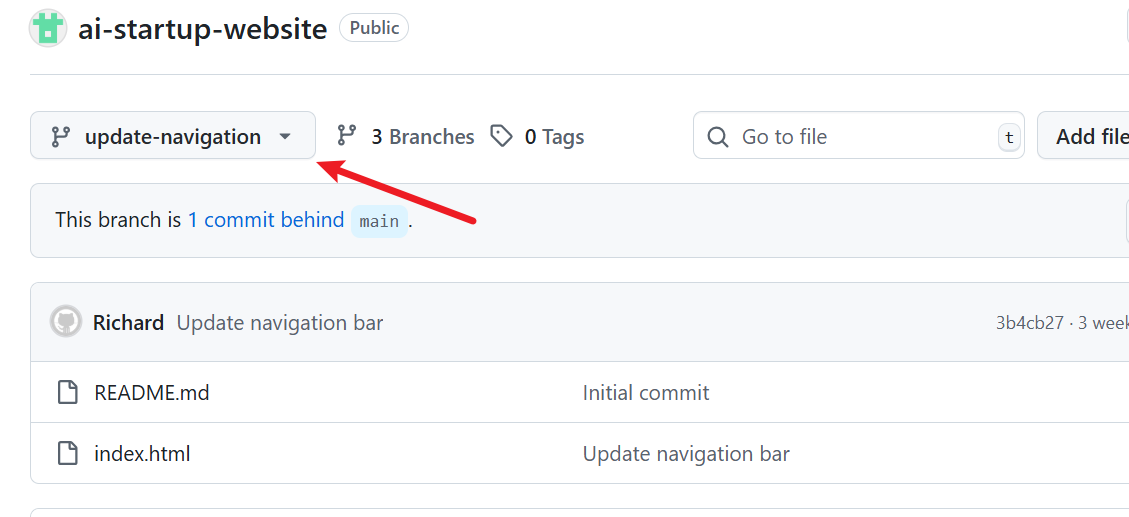 ai-startup-website Public
update-navigation 3 Branches 0 Tags Go to file t Add file
This branch is 1 commit behind main .
Richard Update navigation bar 3b4cb27 · 3 week
README.md Initial commit
index.html Update navigation bar